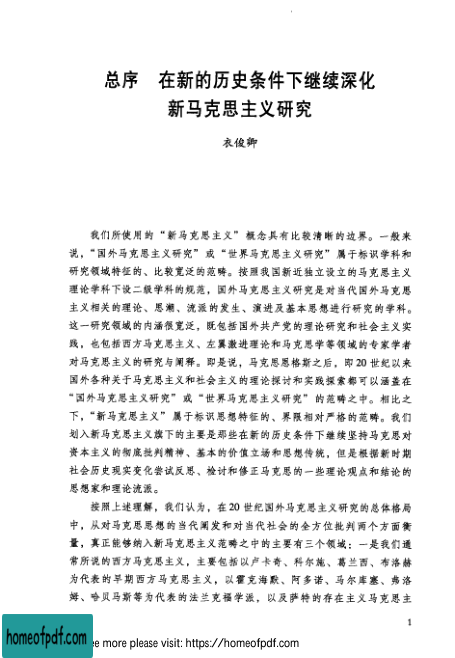 总序　在新的历史条件下继续深化
新马克思主义研究
衣俊卿
我们所使用的“新马克思主义”概念具有比较清晰的边界。一般来
说，“国外马克思主义研究”或“世界马克思主义研究”属于标识学科和
研究领域特征的、比较宽泛的范畴。按照我国新近独立设立的马克思主义
理论学科下设二级学科的规范，国外马克思主义研究是对当代国外马克思
主义相关的理论、思潮、流派的发生、演进及基本思想进行研究的学科。
这一研究领域的内涵很宽泛，既包括国外共产党的理论研究和社会主义实
践，也包括西方马克思主义、左翼激进理论和马克思学等领域的专家学者
对马克思主义的研究与阐释。即是说，马克思恩格斯之后，即 20 世纪以来
国外各种关于马克思主义和社会主义的理论探讨和实践探索都可以涵盖在
“国外马克思主义研究”或“世界马克思主义研究”的范畴之中。相比之
下，“新马克思主义”属于标识思想特征的、界限相对严格的范畴。我们
划入新马克思主义旗下的主要是那些在新的历史条件下继续坚持马克思对
资本主义的彻底批判精神、基本的价值立场和思想传统，但是根据新时期
社会历史现实变化尝试反思、检讨和修正马克思的一些理论观点和结论的
思想家和理论流派。
按照上述理解，我们认为，在 20 世纪国外马克思主义研究的总体格局
中，从对马克思思想的当代阐发和对当代社会的全方位批判两个方面衡
量，真正能够纳入新马克思主义范畴之中的主要有三个领域：一是我们通
常所说的西方马克思主义，主要包括以卢卡奇、科尔施、葛兰西、布洛赫
为代表的早期西方马克思主义，以霍克海默、阿多诺、马尔库塞、弗洛
姆、哈贝马斯等为代表的法兰克福学派，以及萨特的存在主义马克思主
1
homeofpdf.com
ee more please visit: https://homeofpdf.com